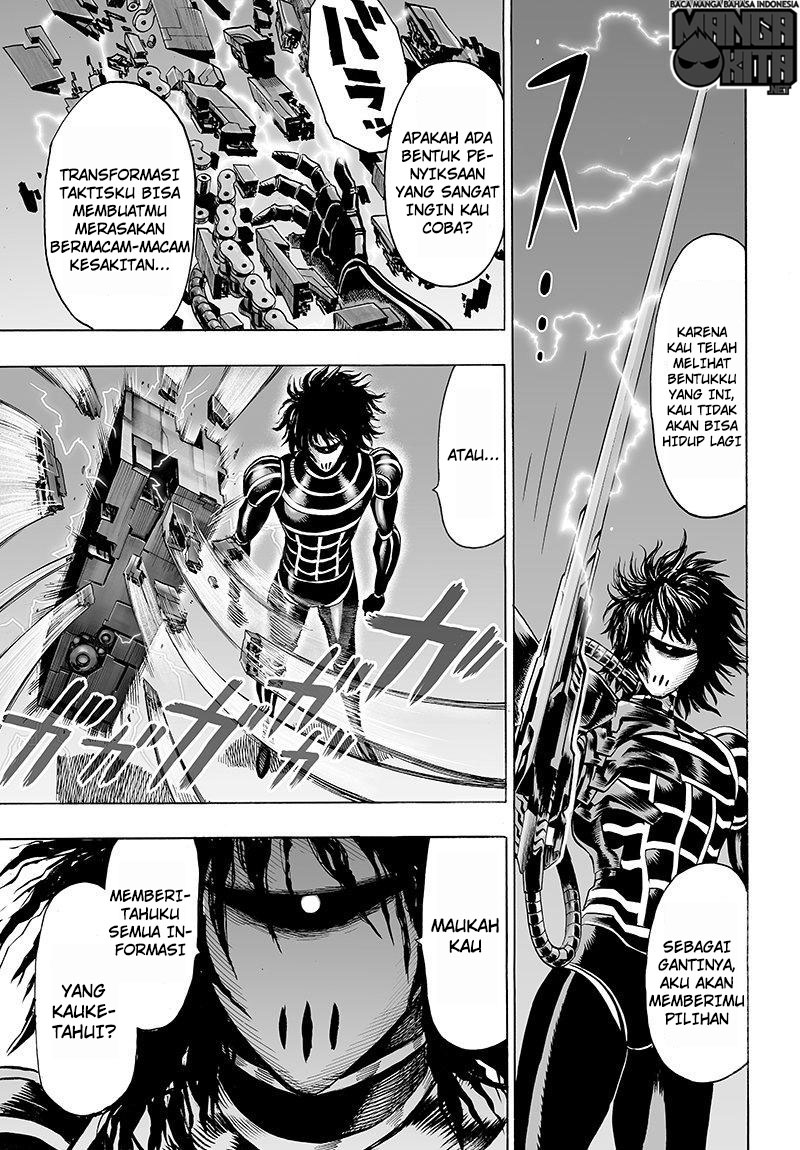 BACA MANGA BAHASA INDONESIA
MANGA
KITA
.NET
ス...
KARENA
KAU TELAH
MELIHAT
BENTUKKU
YANG INI,
KAU TIDAK
AKAN BISA
HIDUP LAGI
SEBAGAI
GANTINYA,
AKU AKAN
MEMBERIMU
PILIHAN
バラッ
APAKAH ADA
BENTUK PE-
NYIKSAAN
YANG SANGAT
INGIN KAU
COBA?
TRANSFORMASI
TAKTISKU BISA
MEMBUATMU
MERASAKAN
BERMACAM-MACAM
KESAKITAN...
ATAU...
ガガガガガ
MAUKAH
KAU
MEMBERI-
TAHUKU
SEMUA IN-
FORMASI
YANG
KAUKE-
TAHUI?